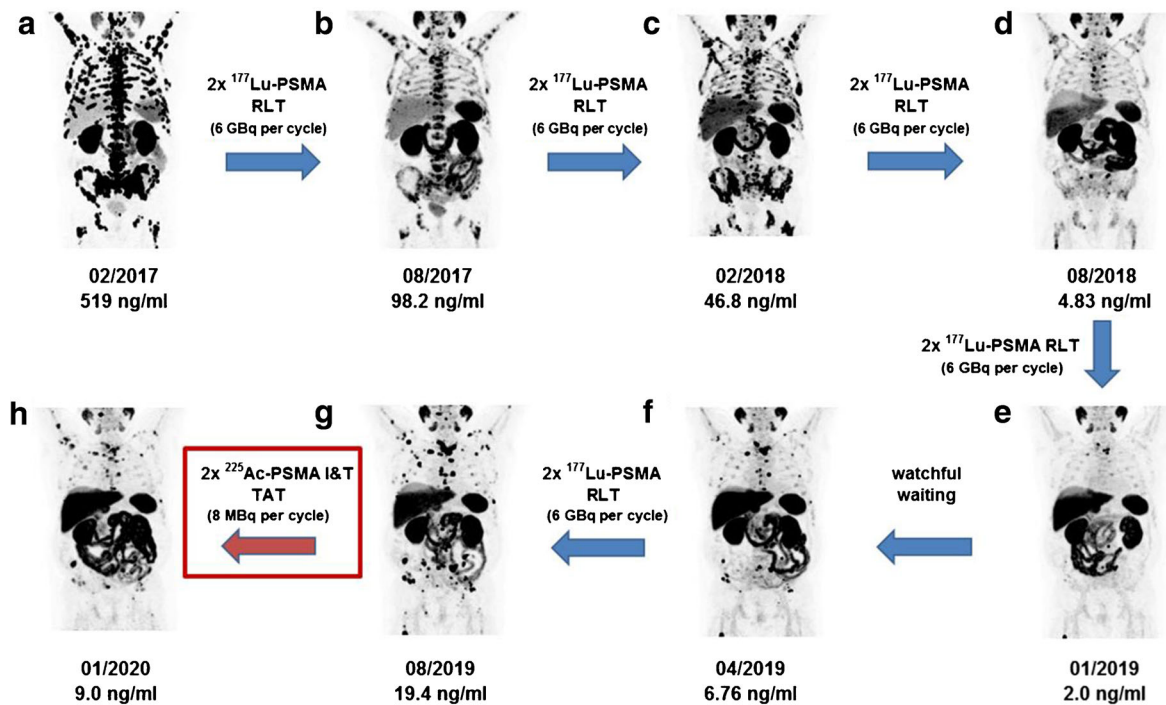 a
b
c
d
2x ¹⁷⁷Lu-PSMA
RLT
(6 GBq per cycle)
2x ¹⁷⁷Lu-PSMA
RLT
(6 GBq per cycle)
2x ¹⁷⁷Lu-PSMA
RLT
(6 GBq per cycle)
02/2017
519 ng/ml
08/2017
98.2 ng/ml
02/2018
46.8 ng/ml
08/2018
4.83 ng/ml
2x ¹⁷⁷Lu-PSMA RLT
(6 GBq per cycle)
h
g
f
e
2x ²²⁵Ac-PSMA I&T
TAT
(8 MBq per cycle)
2x ¹⁷⁷Lu-PSMA
RLT
(6 GBq per cycle)
watchful
waiting
01/2020
9.0 ng/ml
08/2019
19.4 ng/ml
04/2019
6.76 ng/ml
01/2019
2.0 ng/ml